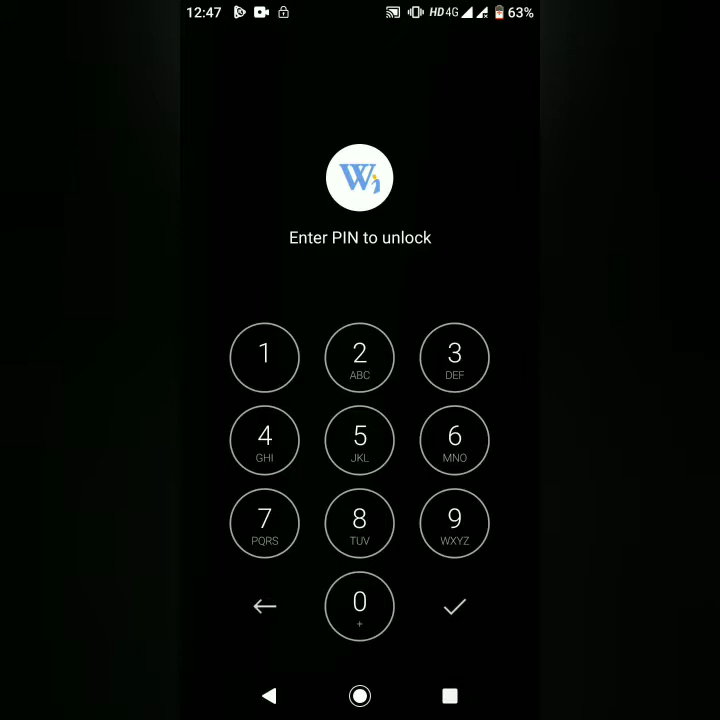 12:47 HD 4G 63%
Wi
Enter PIN to unlock
1 2 3
ABC DEF
4 5 6
GHI JKL MNO
7 8 9
PQRS TUV WXYZ
0
+